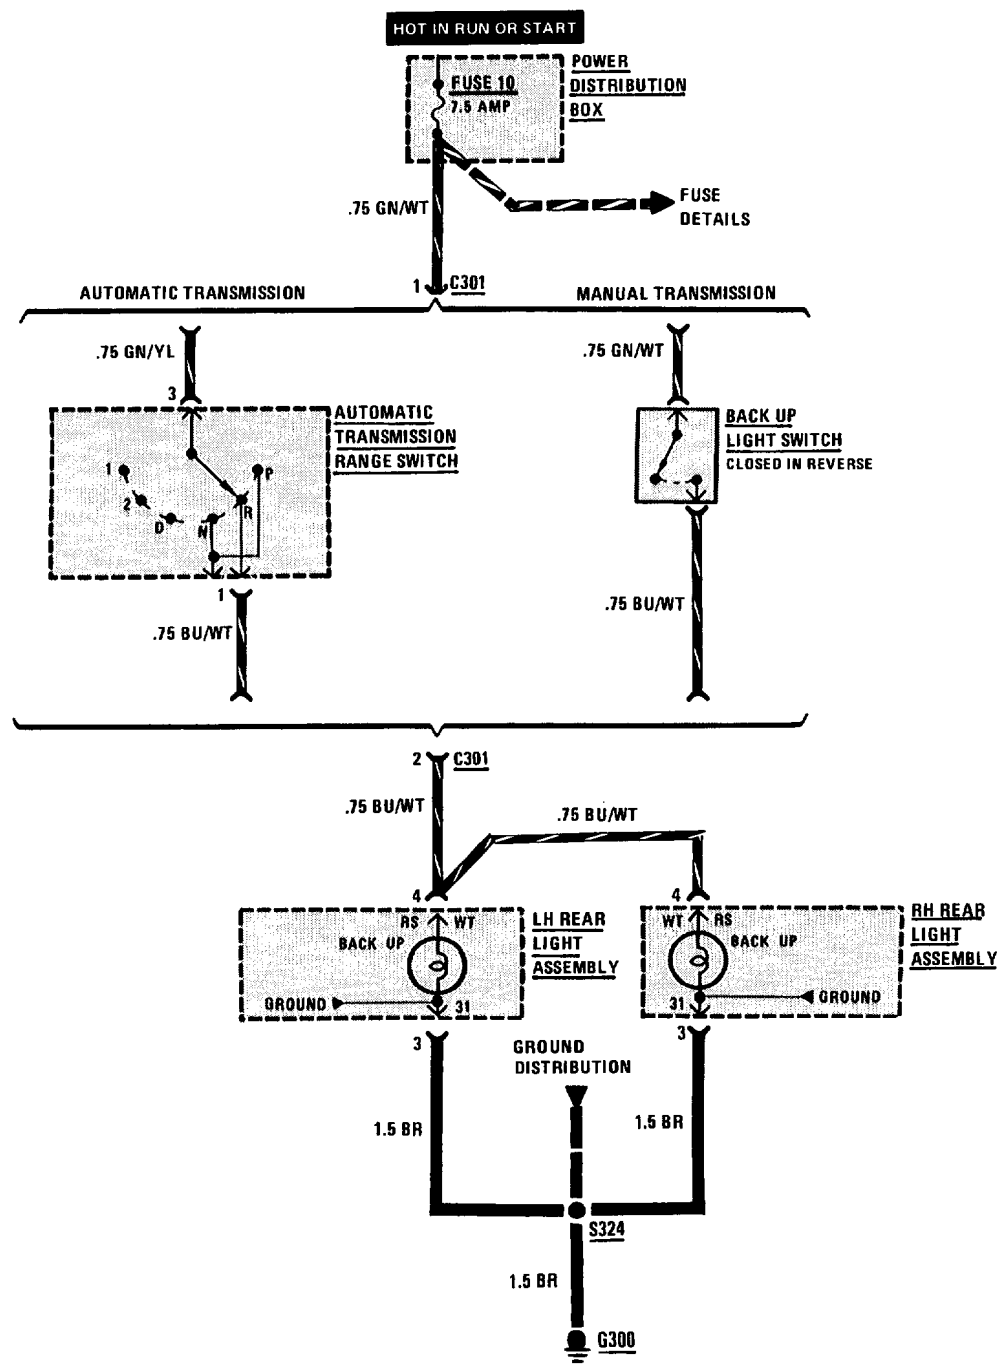 HOT IN RUN OR START
POWER
DISTRIBUTION
BOX
FUSE 10
7.5 AMP
.75 GN/WT
FUSE
DETAILS
1 C301
AUTOMATIC TRANSMISSION
MANUAL TRANSMISSION
.75 GN/YL
.75 GN/WT
3
AUTOMATIC
TRANSMISSION
RANGE SWITCH
BACK UP
LIGHT SWITCH
CLOSED IN REVERSE
1
2
D
N
R
P
1
.75 BU/WT
.75 BU/WT
2 C301
.75 BU/WT
.75 BU/WT
4
4
RS WT
BACK UP
LH REAR
LIGHT
ASSEMBLY
WT RS
BACK UP
RH REAR
LIGHT
ASSEMBLY
GROUND
31
31
GROUND
3
3
GROUND
DISTRIBUTION
1.5 BR
1.5 BR
S324
1.5 BR
G300